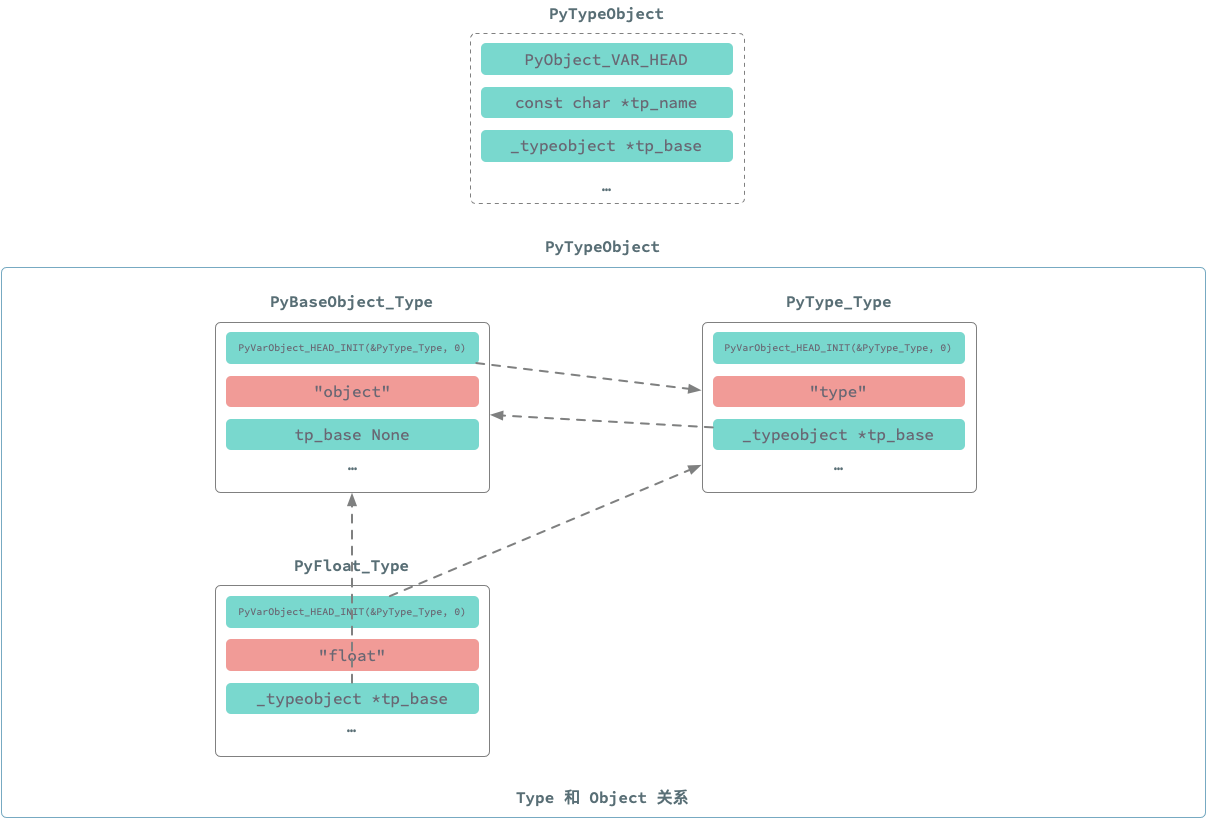 PyTypeObject
PyObject_VAR_HEAD
const char *tp_name
_typeobject *tp_base
…
PyTypeObject
PyBaseObject_Type
PyVarObject_HEAD_INIT(&PyType_Type, 0)
"object"
tp_base None
…
PyType_Type
PyVarObject_HEAD_INIT(&PyType_Type, 0)
"type"
_typeobject *tp_base
…
PyFloat_Type
PyVarObject_HEAD_INIT(&PyType_Type, 0)
"float"
_typeobject *tp_base
…
Type 和 Object 关系